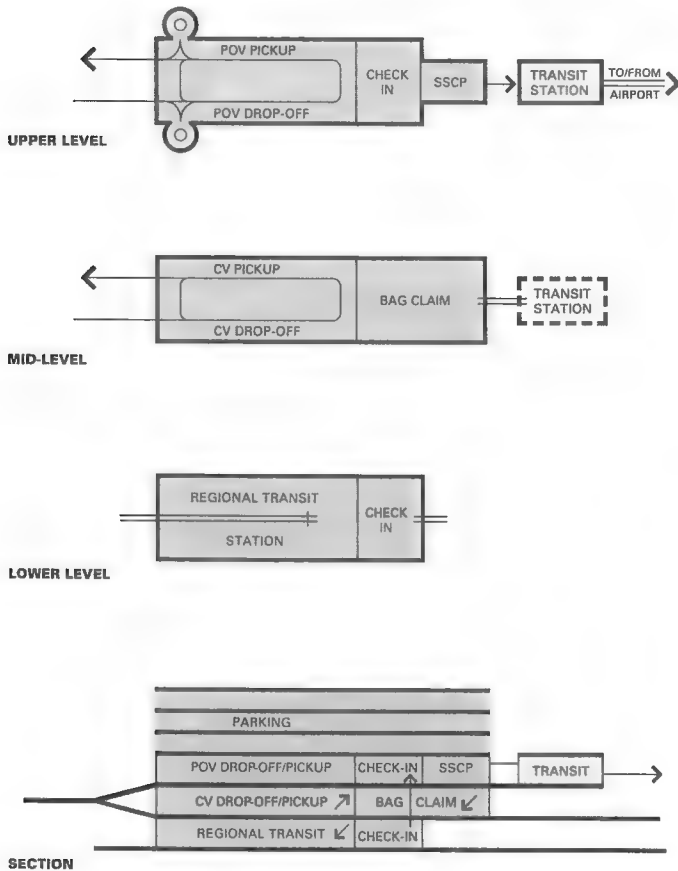 POV PICKUP
CHECK
IN
SSCP
TRANSIT
STATION
TO/FROM
AIRPORT
POV DROP-OFF
UPPER LEVEL
CV PICKUP
BAG CLAIM
TRANSIT
STATION
CV DROP-OFF
MID-LEVEL
REGIONAL TRANSIT
STATION
CHECK
IN
LOWER LEVEL
PARKING
POV DROP-OFF/PICKUP CHECK-IN SSCP TRANSIT
CV DROP-OFF/PICKUP BAG CLAIM
REGIONAL TRANSIT CHECK-IN
SECTION